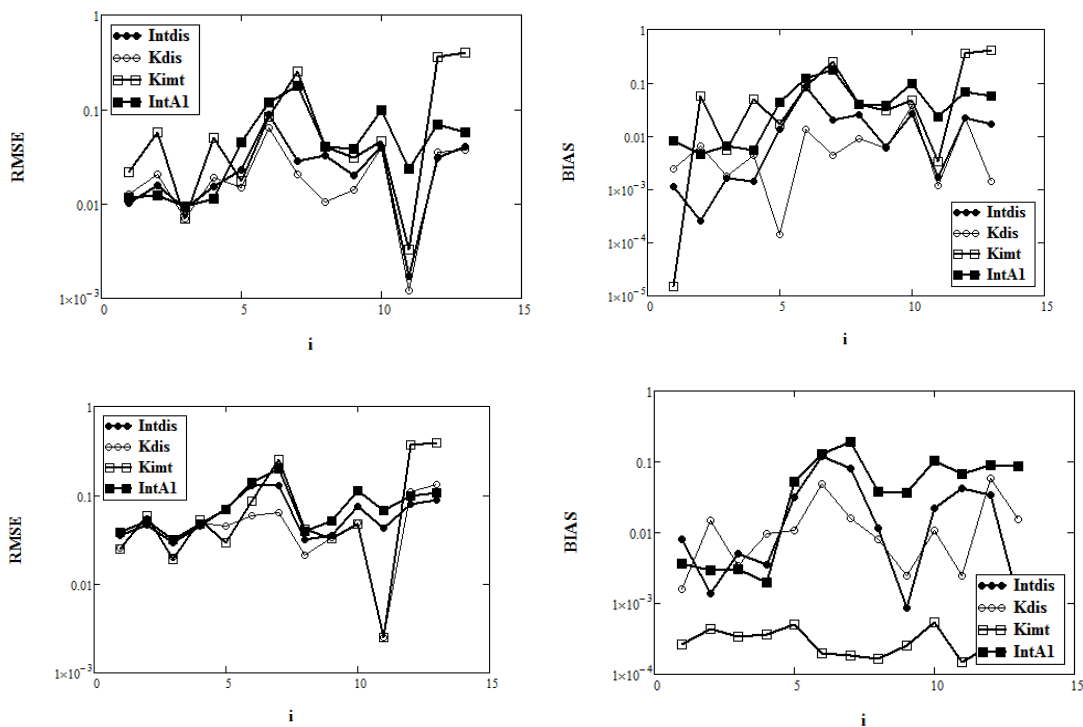 1
0.1
0.01
1×10⁻³
RMSE
Intdis
Kdis
Kimt
IntA1
0
5
10
15
i
1
0.1
0.01
1×10⁻³
1×10⁻⁴
1×10⁻⁵
BIAS
Intdis
Kdis
Kimt
IntA1
0
5
10
15
i
1
0.1
0.01
1×10⁻³
RMSE
Intdis
Kdis
Kimt
IntA1
0
5
10
15
i
1
0.1
0.01
1×10⁻³
1×10⁻⁴
BIAS
Intdis
Kdis
Kimt
IntA1
0
5
10
15
i